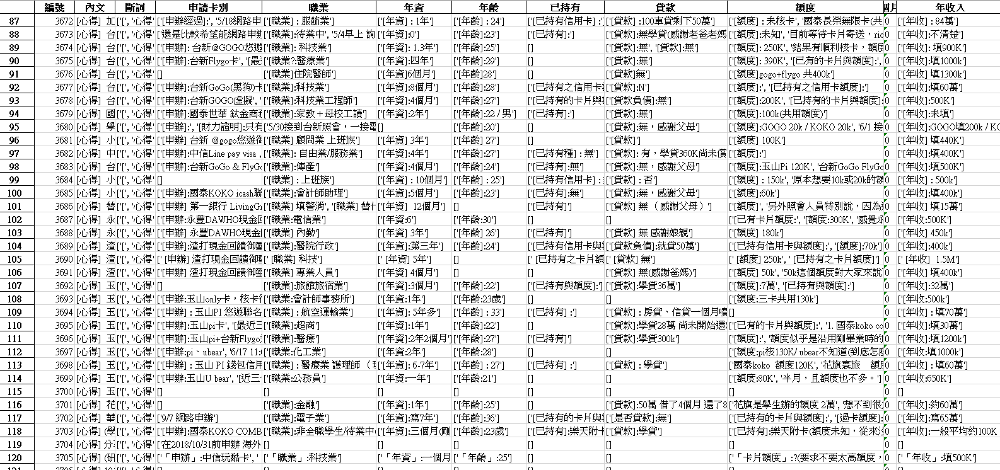 編號 內文 斷詞 申請卡別 職業 年資 年齡 已持有 貸款 額度 年收入
87 3672 [心得] 加 ['[', '心得' ['[申辦經過]:', '5/18網路申 ['[職業] : 服飾業'] ['[年資] : 1年'] ['[年齡] : 24'] ['[已持有信用卡] : ['[貸款] :100車貸剩下50萬'] ['[額度] : 未核卡', '國泰長榮無限卡(共 0 ['[年收] : 84萬']
88 3673 [心得] 台 ['[', '心得' ['還是比較希望能網路申辦 ['[職業]:待業中', '5/4早上 詢 ['[年資]:0'] ['[年齡]:23'] ['[已持有]:'] ['[貸款]:無學貸(感謝老爸老媽 ['[額度]:未知', '目前等待卡片寄送，ric 0 ['[年收]:不清楚']
89 3674 [心得] 台 ['[', '心得' ['[申辦] : 台新@GOGO悠遊 ['[職業] : 科技業'] ['[年資] : 1.3年'] ['[年齡] : 25'] [] ['[貸款]:無', '[貸款] :無'] ['[額度] : 250K', '結果有順利核卡，額度 0 ['[年收] : 填900K']
90 3675 [心得] 台 ['[', '心得' ['[申辦]:台新Flygo卡', '[最 ['[職業?:醫療業'] ['[年資]:四年'] ['[年齡]:29'] [] ['[貸款]:無'] ['[額度] : 390K', '[已有的卡片與額度]:', 0 ['[年收]:填1000k']
91 3676 [心得] 台 ['[', '心得' [] ['[職業]住院醫師'] ['[年資]6個月'] ['[年齡]28'] [] ['[貸款]無'] ['[額度]gogo+flygo 共400k'] 0 ['[年收] 填1300k']
92 3677 [心得] 台 ['[', '心得' ['[申辦]:台新GoGo(黑狗)卡 ['[職業]:科技業'] ['[年資]:8個月'] ['[年齡]:28'] ['[已持有之信用卡 ['[貸款]:N'] ['[額度]:', '[已持有之信用卡額度]:'] 0 ['[年收]:填60萬']
93 3678 [心得] 台 ['[', '心得' ['[申辦]:台新GOGO虛擬', ' ['[職業]:科技業工程師'] ['[年資]:4個月'] ['[年齡]:27'] ['[已持有的卡片與 ['[貸款負債]:無'] ['[額度]:200K', '[已持有的卡片與額度]: 0 ['[年收]:500K']
94 3679 [心得] 國 ['[', '心得' ['[申辦]:國泰世華 鈦金商務 ['[職業]:家教＋母校工讀'] ['[年資]:2年'] ['[年齡]:22 / 男'] ['[已持有]:'] ['[貸款]:無'] ['[額度]:100k(共用額度)'] 0 ['[年收]:未填']
95 3680 [心得] 學 ['[', '心得' ['[申辦]:', '[財力證明]:只有 ['5/30接到台新照會，一接電 [] ['[年齡]:20'] [] ['[貸款]:無，感謝父母'] ['[額度]:GOGO 20k / KOKO 20k', '6/1 接 0 ['[年收]:GOGO填200k / KO
96 3681 [心得] 小 ['[', '心得' ['[申辦] 台新 @gogo悠遊御 ['[職業] 顧問業 上班族'] ['[年資] 3年'] ['[年齡] 27'] [] ['[貸款]'] ['[額度] 100K'] 0 ['[年收] 填440K']
97 3682 [心得] 中 ['[', '心得' ['[申辦]:中信Line pay visa , ['[職業] : 自由業/服務業'] ['[年資]:4年'] ['[年齡]:27'] ['[已持有種] : 無'] ['[貸款] : 有，學貸360K尚未償 ['[額度]:'] 0 ['[年收]:填400K']
98 3683 [心得] 台 ['[', '心得' ['[申辦]:台新GoGo & FlyGo ['[職業]:傳產'] ['[年資]:4個月'] ['[年齡]:24'] ['[已持有]:無'] ['[貸款]:無，感謝父母'] ['[額度]:玉山Pi 120K', '台新GoGo FlyGo 0 ['[年收]:填500K']
99 3684 [心得] 小 ['[', '心得' [] ['[職業] : 上班族'] ['[年資] : 10個月'] ['[年齡] : 25'] ['[已持有信用卡] : ['[貸款] : 否'] ['[額度] : 150k', '原本想要10k或20k的額 0 ['[年收] : 500k']
100 3685 [心得] 小 ['[', '心得' ['[申辦]:國泰KOKO icash聯 ['[職業]:會計師助理'] ['[年資]:5個月'] ['[年齡]:23'] ['[已持有]:無'] ['[貸款]:無，感謝父母'] ['[額度]:60k'] 0 ['[年收]:填400k']
101 3686 [心得] 替 ['[', '心得' ['[申辦] 第一銀行 LivingG ['[職業] 填警消', '[職業] 替代 ['[年資] 12個月'] [] ['[已持有]'] ['[貸款] 無 （感謝父母）'] ['[額度]', '另外照會人員特別說，因為 0 ['[年收] 填15萬']
102 3687 [心得] 永 ['[', '心得' ['[申辦:永豐DAWHO現金回 ['[職業:電信業'] ['[年資:6'] ['[年齡:30'] [] [] ['[已有卡片額度:', '[額度:300K', '感覺永 0 ['[年收:500K']
103 3688 [心得] 永 ['[', '心得' ['[申辦] 永豐DAWHO現金 ['[職業] 內勤'] ['[年資] 3年'] ['[年齡] 26'] ['[已持有]'] ['[貸款] 無 感謝娘親'] ['[額度] 180k'] 0 ['[年收] 450k']
104 3689 [心得] 渣 ['[', '心得' ['[申辦]:渣打現金回饋御璽 ['[職業]:醫院行政'] ['[年資]:第三年'] ['[年齡]:24'] ['[已持有信用卡與 ['[貸款負債]:就貸50萬'] ['[已持有信用卡與額度]:', '[額度]:70k'] 0 ['[年收]:400k']
105 3690 [心得] 渣 ['[', '心得' [' [申辦] 渣打現金回饋御璽 [' [職業] 科技'] [' [年資] 5年'] [] [' [已持有之卡片額 [' [貸款] 無'] [' [額度] 250k', ' [已持有之卡片額度]'] 0 [' [年收] 1.5M']
106 3691 [心得] 渣 ['[', '心得' ['[申辦] 渣打現金回饋御璽 ['[職業] 專業人員'] ['[年資] 4個月'] [] [] ['[貸款] 無(感謝爸媽)'] ['[額度] 50k', '50k這個額度對大家來說 0 ['[年收] 填400k']
107 3692 [心得] 玉 ['[', '心得' [] ['[職業]:旅館旅宿業'] ['[年資]:3個月'] ['[年齡]:22'] ['[已持有與額度]:'] ['[貸款]:學貸36萬'] ['[額度]:7萬', '[已持有與額度]:'] 0 ['[年收]:32萬']
108 3693 [心得] 玉 ['[', '心得' ['[申辦:玉山only卡，核卡 ['[職業:會計師事務所'] ['[年資:1年'] ['[年齡:23歲'] [] [] ['[額度:三卡共用130k'] 0 ['[年收:500k']
109 3694 [心得] 玉 ['[', '心得' ['[申辦] : 玉山PI 悠遊聯名 ['[職業] : 航空運輸業'] ['[年資] : 5年多'] ['[年齡] : 33'] ['[已持有] :'] ['[貸款] : 房貸、信貸一個月噴 [] 0 ['[年收] : 填70萬']
110 3695 [心得] 玉 ['[', '心得' ['[申辦]:玉山pi卡', '[最近三 ['[職業]:超商'] ['[年資]:1年'] ['[年齡]:22'] [] ['[貸款]:學貸28萬 尚未開始還 ['[已有的卡片與額度]:', '1. 國泰koko co 0 ['[年收]:填30萬']
111 3696 [心得] 玉 ['[', '心得' ['[申辦]:玉山pi+台新Flygo ['[職業]:醫療'] ['[年資]:2年2個月' ['[年齡]:27'] ['[已持有]'] ['[貸款]:學貸300k'] ['[額度]:', '額度似乎是沿用剛畢業時的 0 ['[年收]:填1200k']
112 3697 [心得] 玉 ['[', '心得' ['[申辦:pi、ubear', '6/17 11: ['[職業:化工業'] ['[年資:2年'] ['[年齡:28'] [] [] ['[額度:pi核130K/ ubear不知道(到底怎麼 0 ['[年收:填1000k']
113 3698 [心得] 玉 ['[', '心得' ['[申辦] : 玉山 PI 錢包信用 ['[職業] : 醫療業 護理師 （ ['[年資] : 6-7年'] ['[年齡] : 27'] ['[已持有] :'] ['[貸款] : 學貸'] ['國泰koko 額度120K', '花旗寰旅 額度 0 ['[年收] : 填60萬']
114 3699 [心得] 玉 ['[', '心得' ['[申辦:玉山U bear', '[近三 ['[職業:公務員'] ['[年資:一年'] ['[年齡:21'] [] [] ['[額度:80K', '半月，且額度也不多。'] 0 ['[年收:650K']
115 3700 [心得] 玉 ['[', '心得' [] [] [] [] [] [] [] 0 []
116 3701 [心得] 花 ['[', '心得' [] ['[職業]:金融'] ['[年資]:1年'] ['[年齡]:25'] [] ['[貸款]:50萬 借了4個月 還了8 ['花旗是學生辦的額度 2萬', '想不到很 0 ['[年收]:約60萬']
117 3702 [心得] 華 ['[', '心得' ['9/7 網路申辦'] ['[職業]:電子業'] ['[年資]:寫7年'] ['[年齡]:36'] ['[已持有的卡片與 ['[是否貸款]:無'] ['[已持有的卡片與額度]:', '[過卡額度]: 0 ['[年收]:寫65萬']
118 3703 [心得] (學 ['[', '心得' ['[申辦]:國泰KOKO COMB ['[職業]:非全職學生/待業中 ['[年資]:三個月(剛 ['[年齡]:23歲'] ['[已持有]:樂天附卡 ['[貸款]:學貸'] ['[已持有]:樂天附卡(額度未知，從來沒 0 ['[年收]:一般平均約100K
119 3704 [心得] 分 ['[', '心得' ['在2018/10/31前申辦 海外 [] [] [] [] [] [] 0 []
120 3705 [心得] (研 ['[', '心得' ['「申辦」:中信玩酷卡', ' ['「職業」:科技業'] ['「年資」:一個月 ['「年齡」:25'] [] [] ['「卡片額度」:?(要求不要太高額度， 0 ['「年收」:填500K']